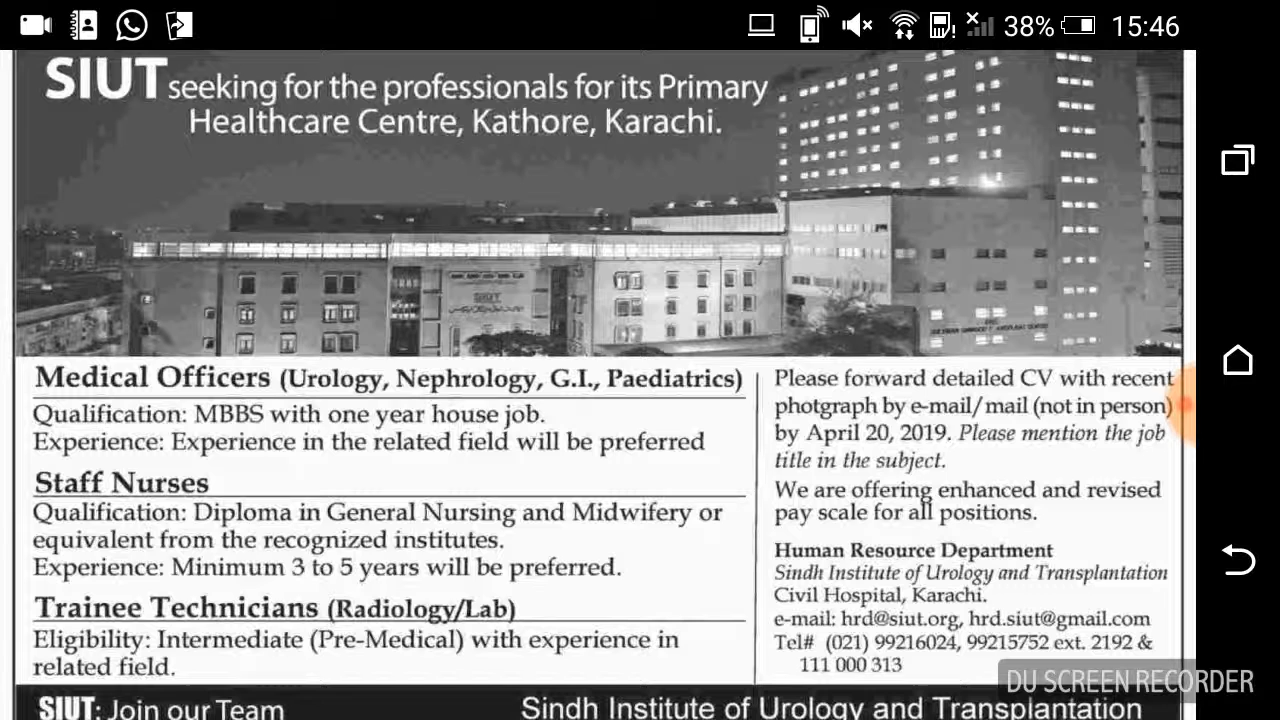 38% 15:46
SIUT seeking for the professionals for its Primary
Healthcare Centre, Kathore, Karachi.
SIUT
Medical Officers (Urology, Nephrology, G.I., Paediatrics)
Qualification: MBBS with one year house job.
Experience: Experience in the related field will be preferred
Staff Nurses
Qualification: Diploma in General Nursing and Midwifery or
equivalent from the recognized institutes.
Experience: Minimum 3 to 5 years will be preferred.
Trainee Technicians (Radiology/Lab)
Eligibility: Intermediate (Pre-Medical) with experience in
related field.
Please forward detailed CV with recent
photgraph by e-mail/mail (not in person)
by April 20, 2019. Please mention the job
title in the subject.
We are offering enhanced and revised
pay scale for all positions.
Human Resource Department
Sindh Institute of Urology and Transplantation
Civil Hospital, Karachi.
e-mail: hrd@siut.org, hrd.siut@gmail.com
Tel# (021) 99216024, 99215752 ext. 2192 &
111 000 313
DU SCREEN RECORDER
SIUT: Join our Team
Sindh Institute of Urology and Transplantation